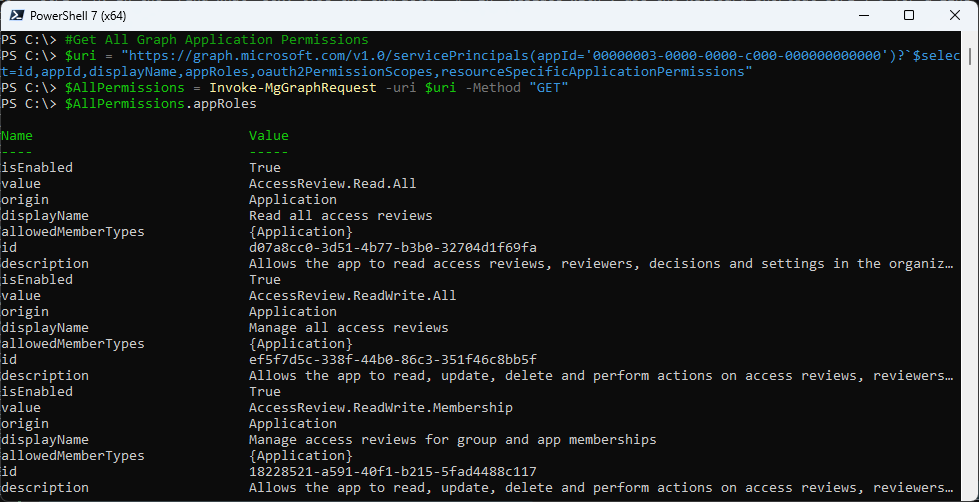 PowerShell 7 (x64)
PS C:\> #Get All Graph Application Permissions
PS C:\> $uri = "https://graph.microsoft.com/v1.0/servicePrincipals(appId='00000003-0000-0000-c000-000000000000')?`$selec
t=id,appId,displayName,appRoles,oauth2PermissionScopes,resourceSpecificApplicationPermissions"
PS C:\> $AllPermissions = Invoke-MgGraphRequest -uri $uri -Method "GET"
PS C:\> $AllPermissions.appRoles
Name Value
---- -----
isEnabled True
value AccessReview.Read.All
origin Application
displayName Read all access reviews
allowedMemberTypes {Application}
id d07a8cc0-3d51-4b77-b3b0-32704d1f69fa
description Allows the app to read access reviews, reviewers, decisions and settings in the organiz…
isEnabled True
value AccessReview.ReadWrite.All
origin Application
displayName Manage all access reviews
allowedMemberTypes {Application}
id ef5f7d5c-338f-44b0-86c3-351f46c8bb5f
description Allows the app to read, update, delete and perform actions on access reviews, reviewers…
isEnabled True
value AccessReview.ReadWrite.Membership
origin Application
displayName Manage access reviews for group and app memberships
allowedMemberTypes {Application}
id 18228521-a591-40f1-b215-5fad4488c117
description Allows the app to read, update, delete and perform actions on access reviews, reviewers…